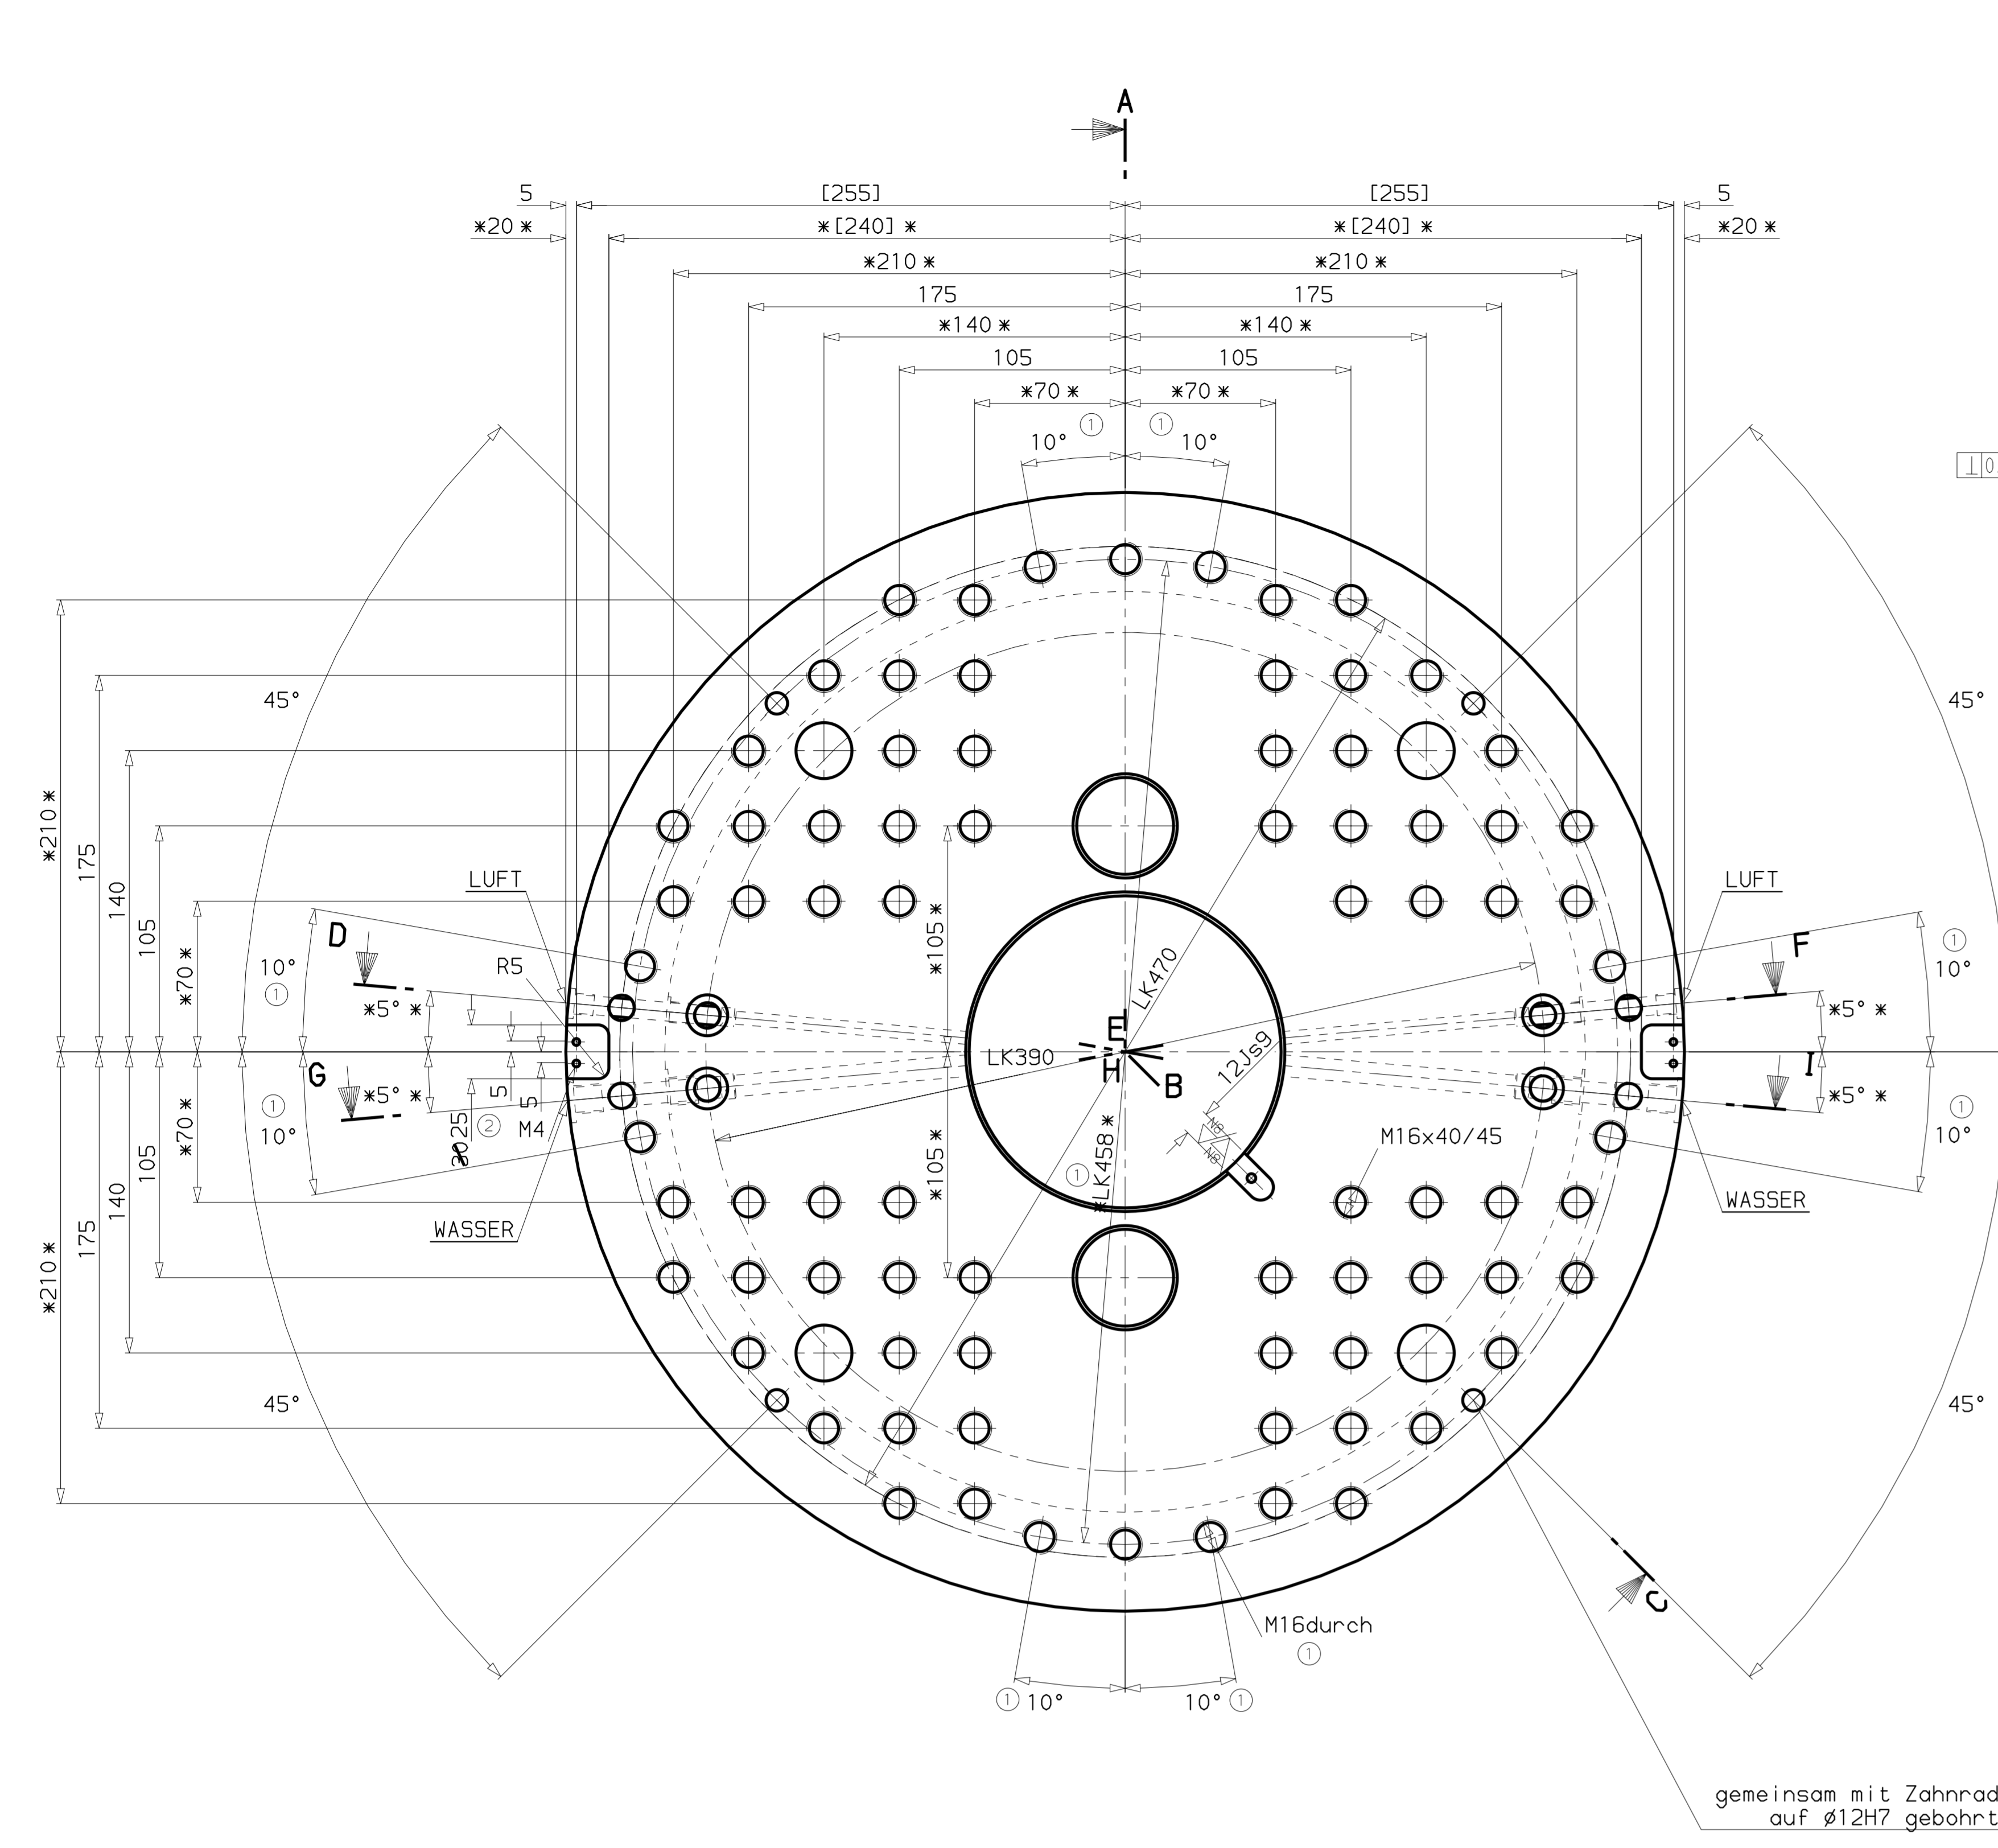 A
5 [255] [255] 5
*20* *[240]* *[240]* *20*
*210* *210*
175 175
*140* *140*
105 105
*70* *70*
1 1
10° 10°
⊥ 0
45° 45°
*210*
175
140
105
*70*
LUFT LUFT
D F
*105*
R5
10° 1
1 10°
*5* ° *5* °
LK470
E
LK390
H
B
12Js9
G I
*5* ° *5* °
5
5
M4
30 25 2
1 10°
1 10°
N8
N8
M16x40/45
*LK458*
1
*105*
*70*
105
140
175
*210*
WASSER WASSER
45° 45°
C
M16durch
1
1 10° 10° 1
gemeinsam mit Zahnrad
auf ø12H7 gebohrt